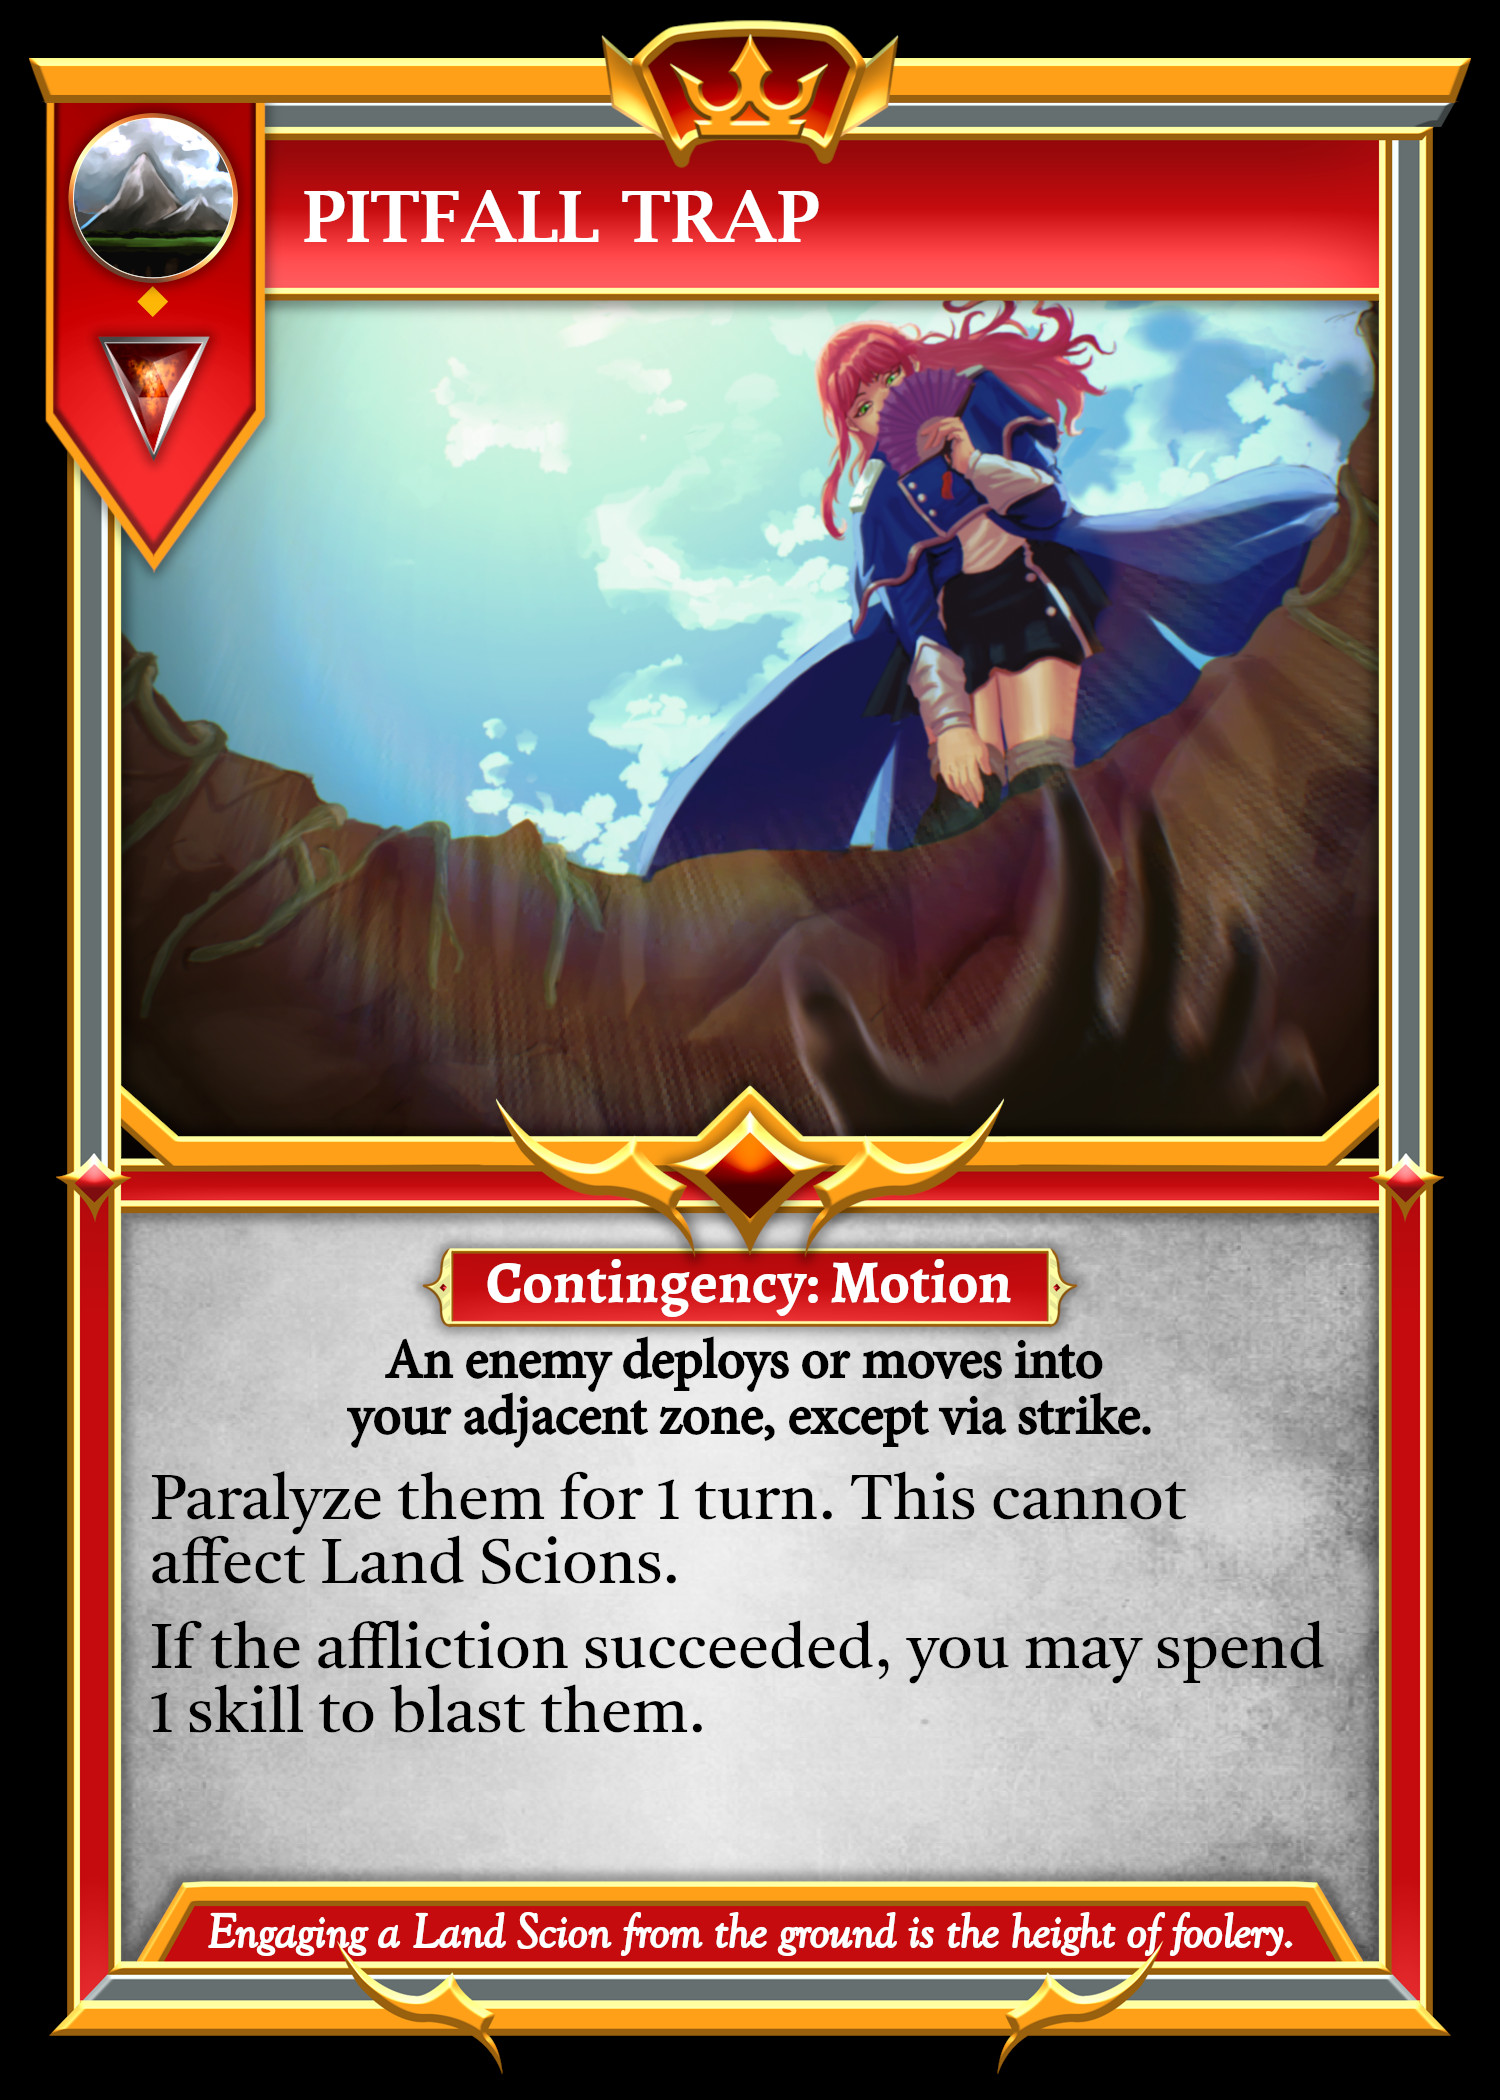 PITFALL TRAP
Contingency: Motion
An enemy deploys or moves into
your adjacent zone, except via strike.
Paralyze them for 1 turn. This cannot
affect Land Scions.
If the affliction succeeded, you may spend
1 skill to blast them.
Engaging a Land Scion from the ground is the height of foolery.